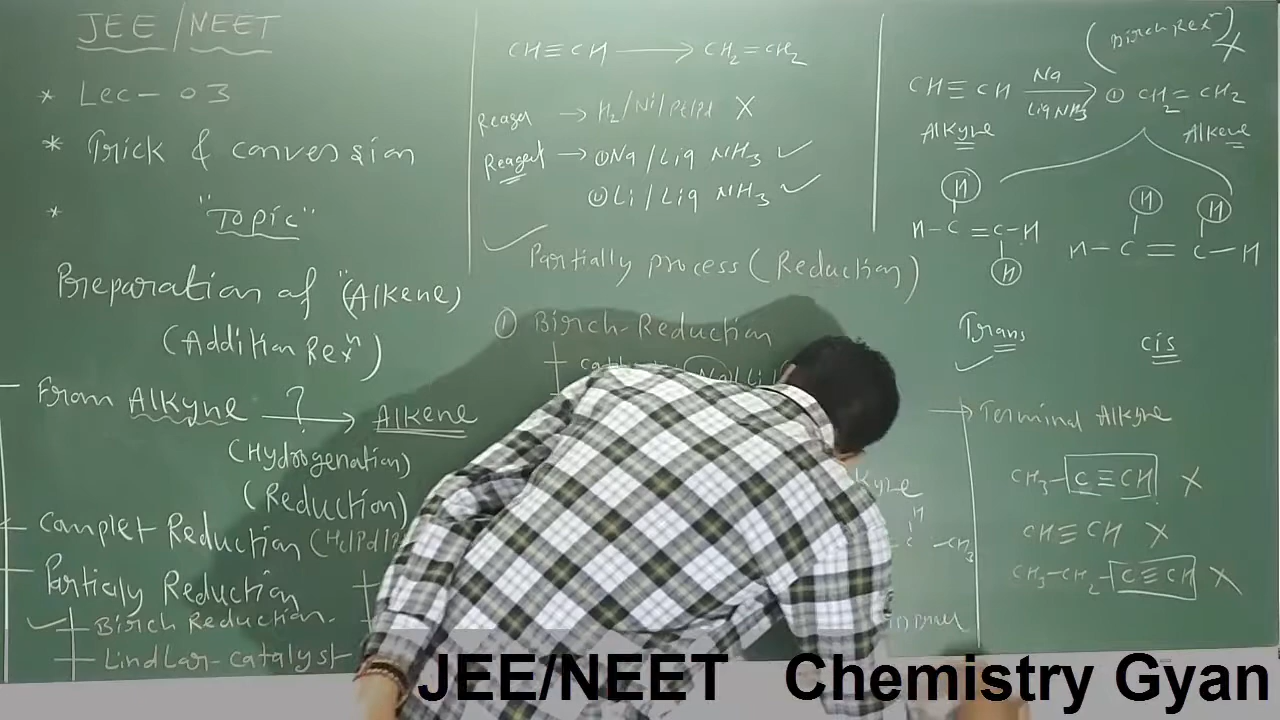 JEE/NEET
* Lec-03
* Trick & convession
* "Topic"
Preparation of "(Alkene)
(Addition Rexn)
From Alkyne ? → Alkene
(Hydrogenation)
(Reduction)
Complet Reduction
Partialy Reduction
✓ Birch Reduction.
Lindlar-catalyst
CH≡CH → CH2=CH2
Reagent → H2/Ni/Pt/Pd X
Reagent → ① Na/Liq NH3 ✓
② Li/Liq NH3 ✓
✓ Partially process (Reduction)
① Birch-Reduction
(Birch Rexn) X
CH≡CH Na Liq NH3 → ① CH2=CH2
Alkyne Alkene
H H H
H-C=C-H H-C=C-H
H
Trans cis
✓
→ Terminal Alkyne
CH3-C≡CH X
CH≡CH X
CH3-CH2-C≡CH X
H
C -CH3
JEE/NEET Chemistry Gyan